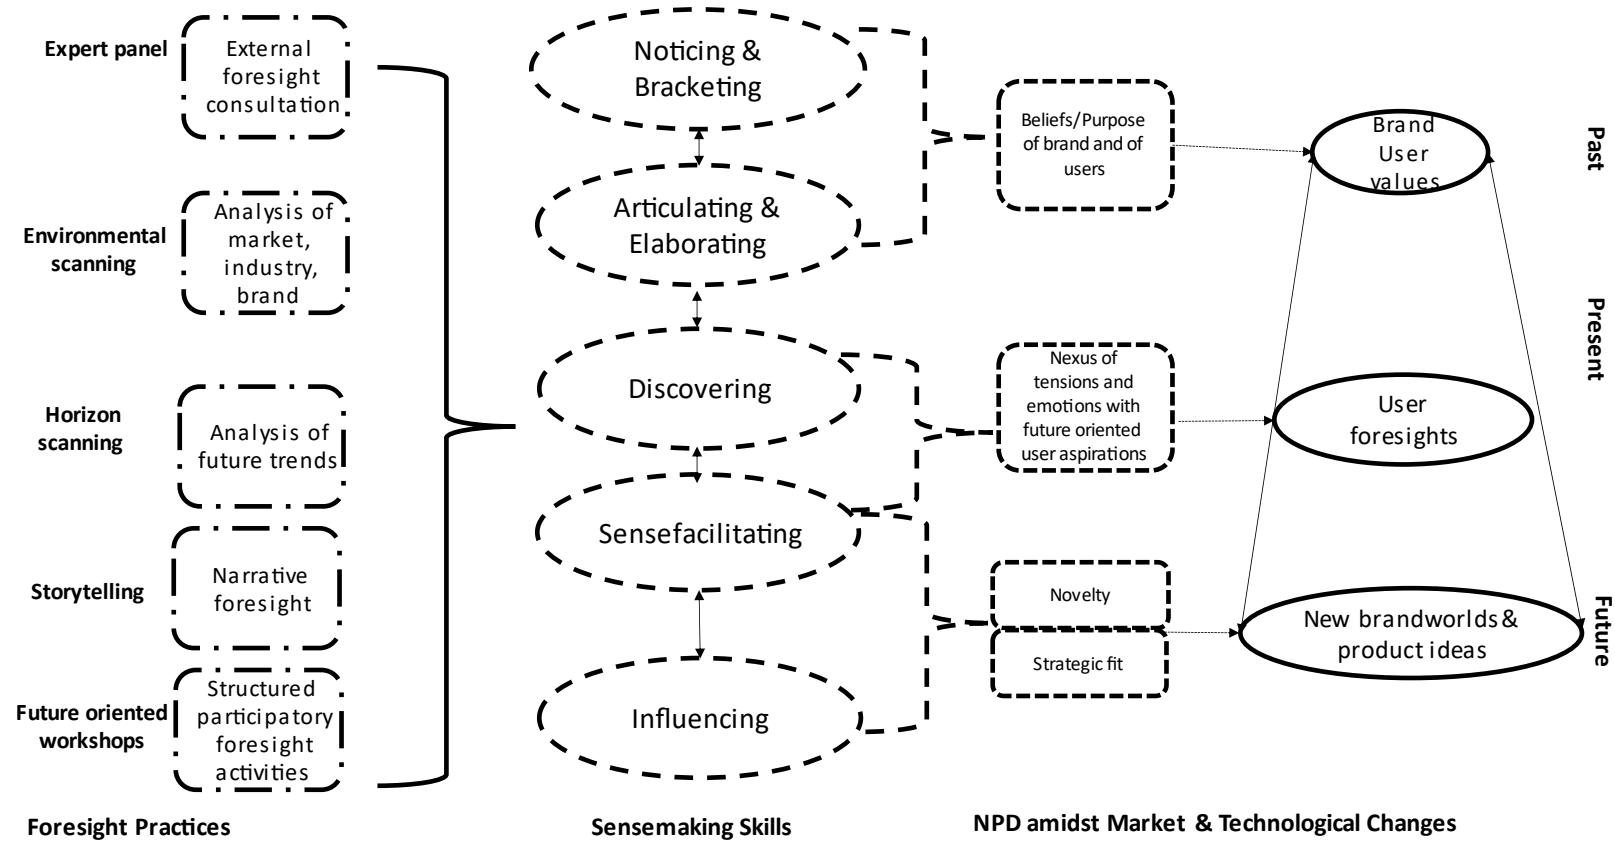 Expert panel
External
foresight
consultation
Environmental
scanning
Analysis of
market,
industry,
brand
Horizon
scanning
Analysis of
future trends
Storytelling
Narrative
foresight
Future oriented
workshops
Structured
participatory
foresight
activities
Foresight Practices
Noticing &
Bracketing
Articulating &
Elaborating
Discovering
Sensefacilitating
Influencing
Sensemaking Skills
Beliefs/Purpose
of brand and of
users
Nexus of
tensions and
emotions with
future oriented
user aspirations
Novelty
Strategic fit
Brand
User
values
User
foresights
New brandworlds &
product ideas
Past
Present
Future
NPD amidst Market & Technological Changes